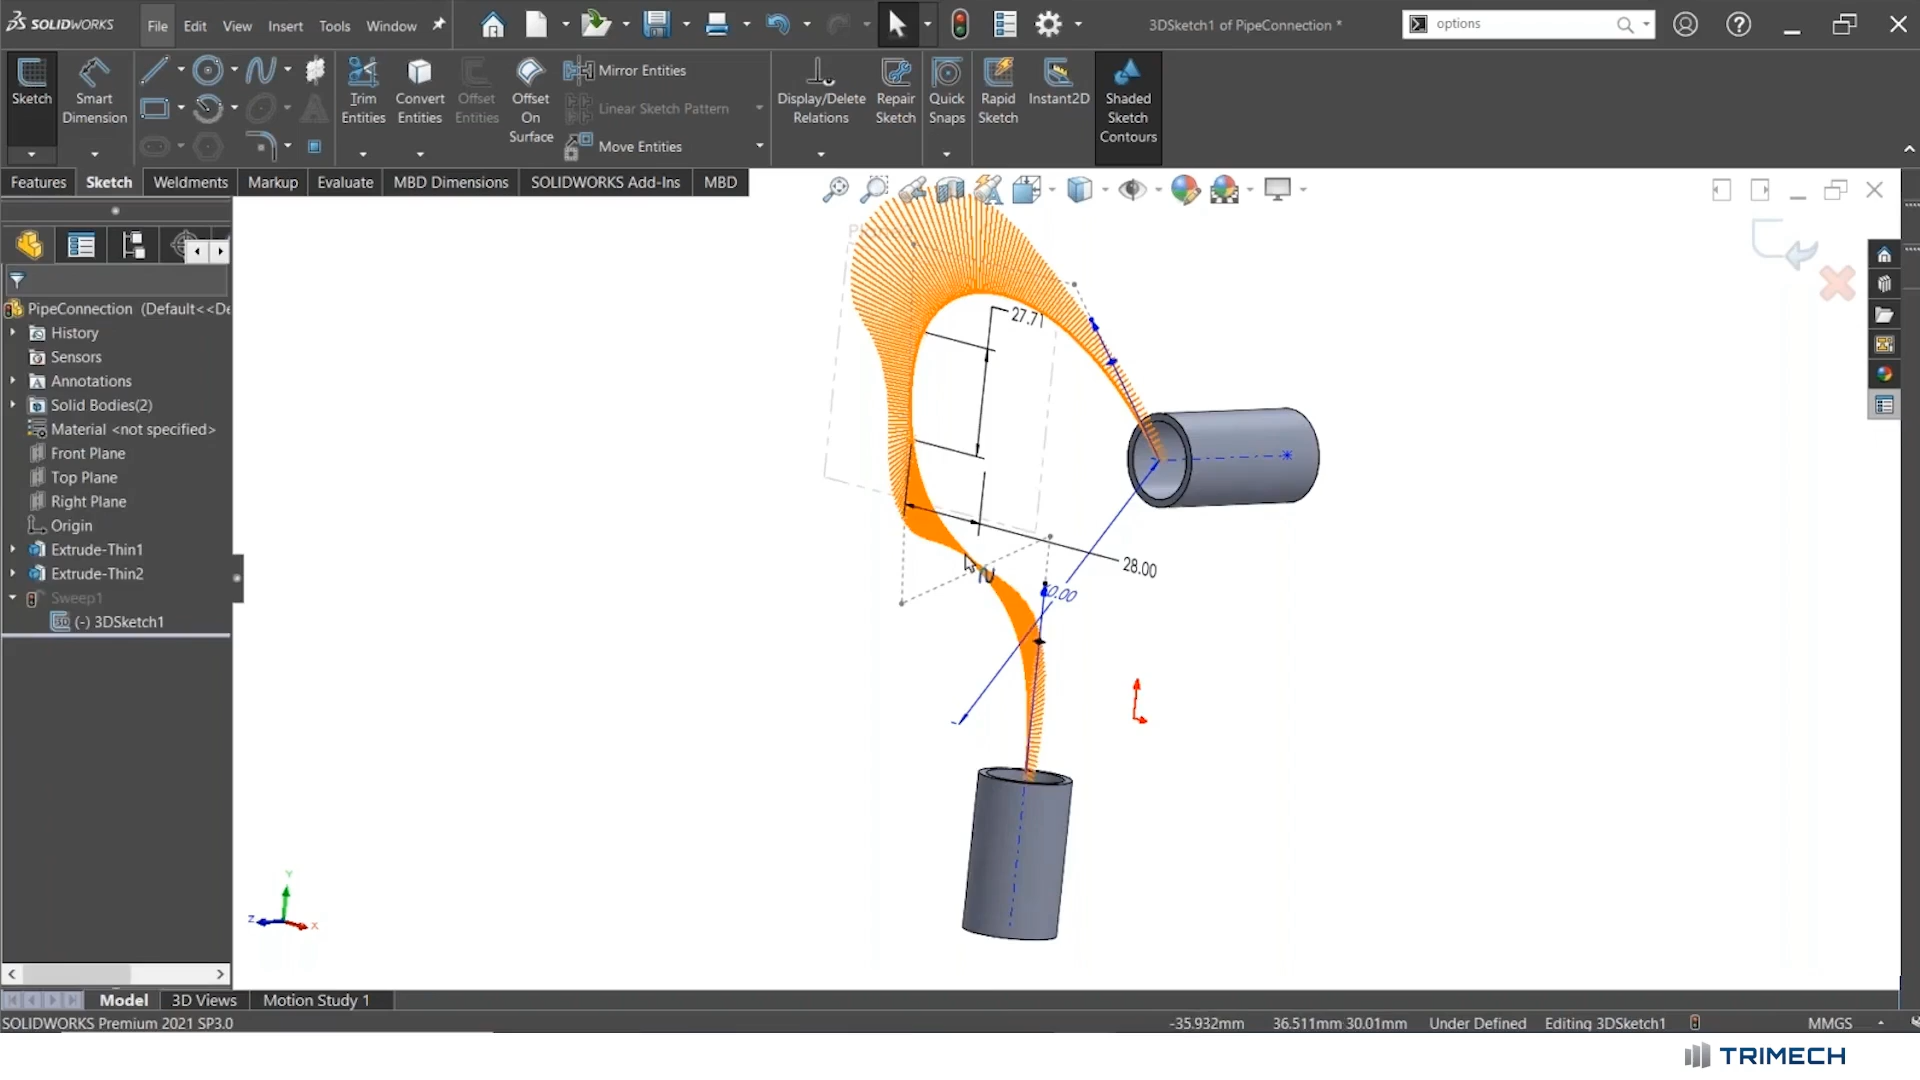 SOLIDWORKS File Edit View Insert Tools Window 3DSketch1 of PipeConnection * options
Sketch
Smart
Dimension
Trim
Entities
Convert
Entities
Offset
Entities
Offset
On
Surface
Mirror Entities
Linear Sketch Pattern
Move Entities
Display/Delete
Relations
Repair
Sketch
Quick
Snaps
Rapid
Sketch
Instant2D
Shaded
Sketch
Contours
Features Sketch Weldments Markup Evaluate MBD Dimensions SOLIDWORKS Add-Ins MBD
PipeConnection (Default<<De
History
Sensors
Annotations
Solid Bodies(2)
Material <not specified>
Front Plane
Top Plane
Right Plane
Origin
Extrude-Thin1
Extrude-Thin2
Sweep1
(-) 3DSketch1
27.71
28.00
Y
Z
X
Model 3D Views Motion Study 1
SOLIDWORKS Premium 2021 SP3.0 -35.932mm 36.511mm 30.01mm Under Defined Editing 3DSketch1 MMGS
TRIMECH